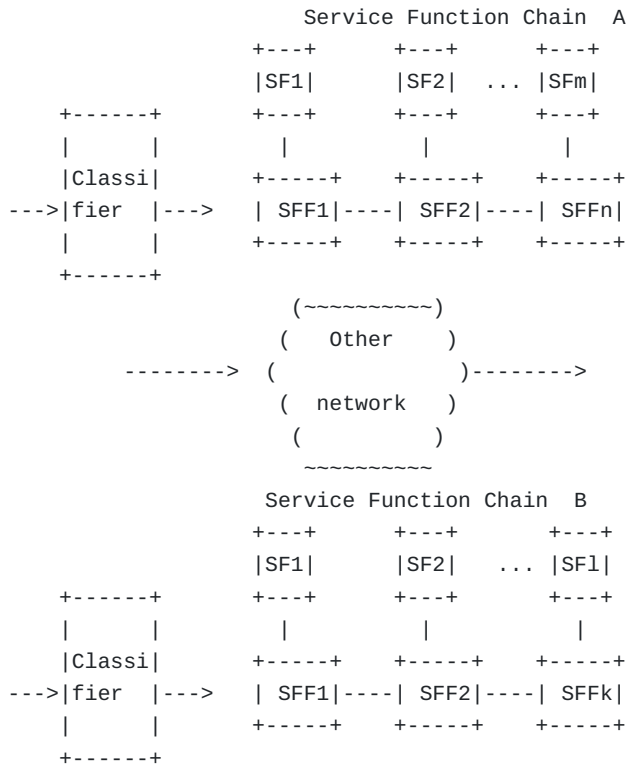 Service Function Chain  A
+---+       +---+       +---+
|SF1|       |SF2|  ... |SFm|
+------+       +---+       +---+       +---+
|      |         |           |           |
|Classi|       +-----+     +-----+     +-----+
--->|fier  |--->   | SFF1|----| SFF2|----| SFFn|
|      |       +-----+     +-----+     +-----+
+------+
(~~~~~~~~~~)
(   Other    )
-------->  (               )-------->
(  network   )
(          )
~~~~~~~~~~
Service Function Chain  B
+---+       +---+        +---+
|SF1|       |SF2|   ... |SFl|
+------+       +---+       +---+        +---+
|      |         |           |            |
|Classi|       +-----+     +-----+     +-----+
--->|fier  |--->   | SFF1|----| SFF2|----| SFFk|
|      |       +-----+     +-----+     +-----+
+------+